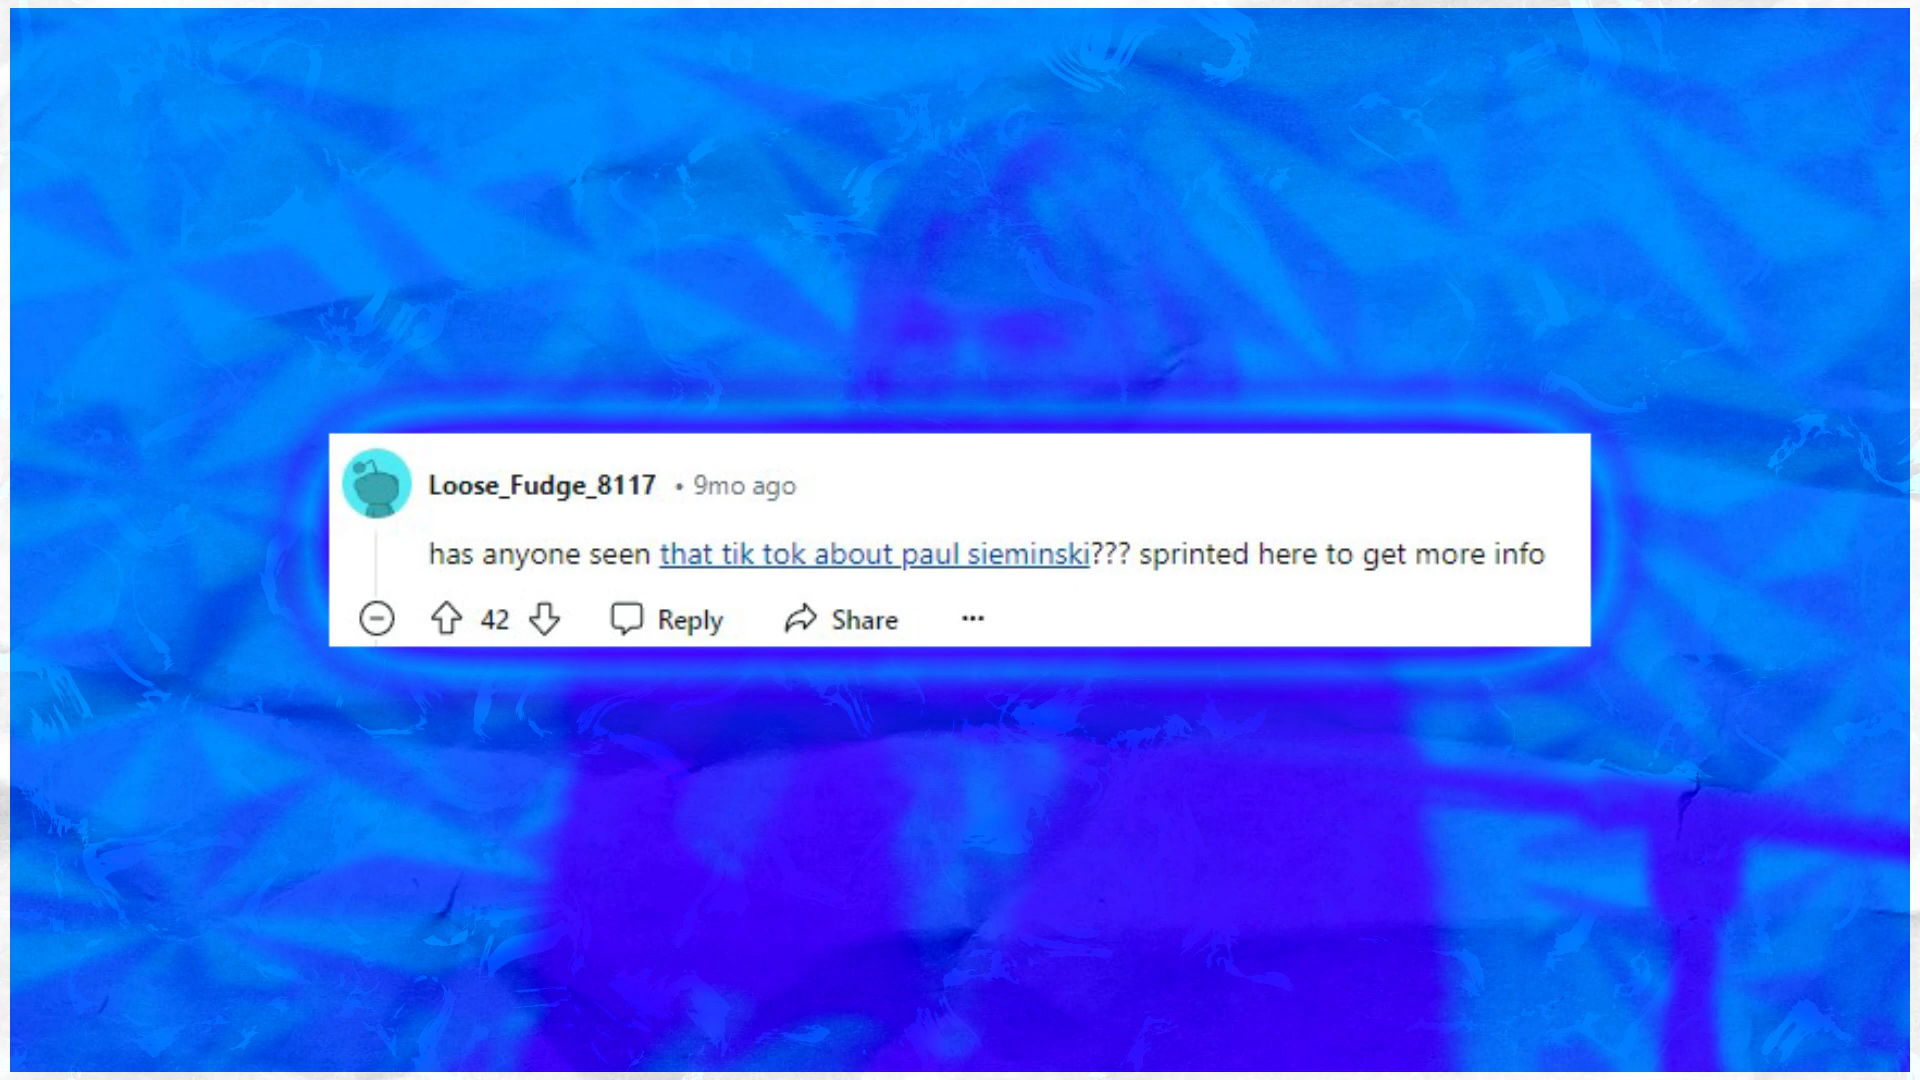 Loose_Fudge_8117 • 9mo ago
has anyone seen that tik tok about paul sieminski??? sprinted here to get more info
42 Reply Share ...